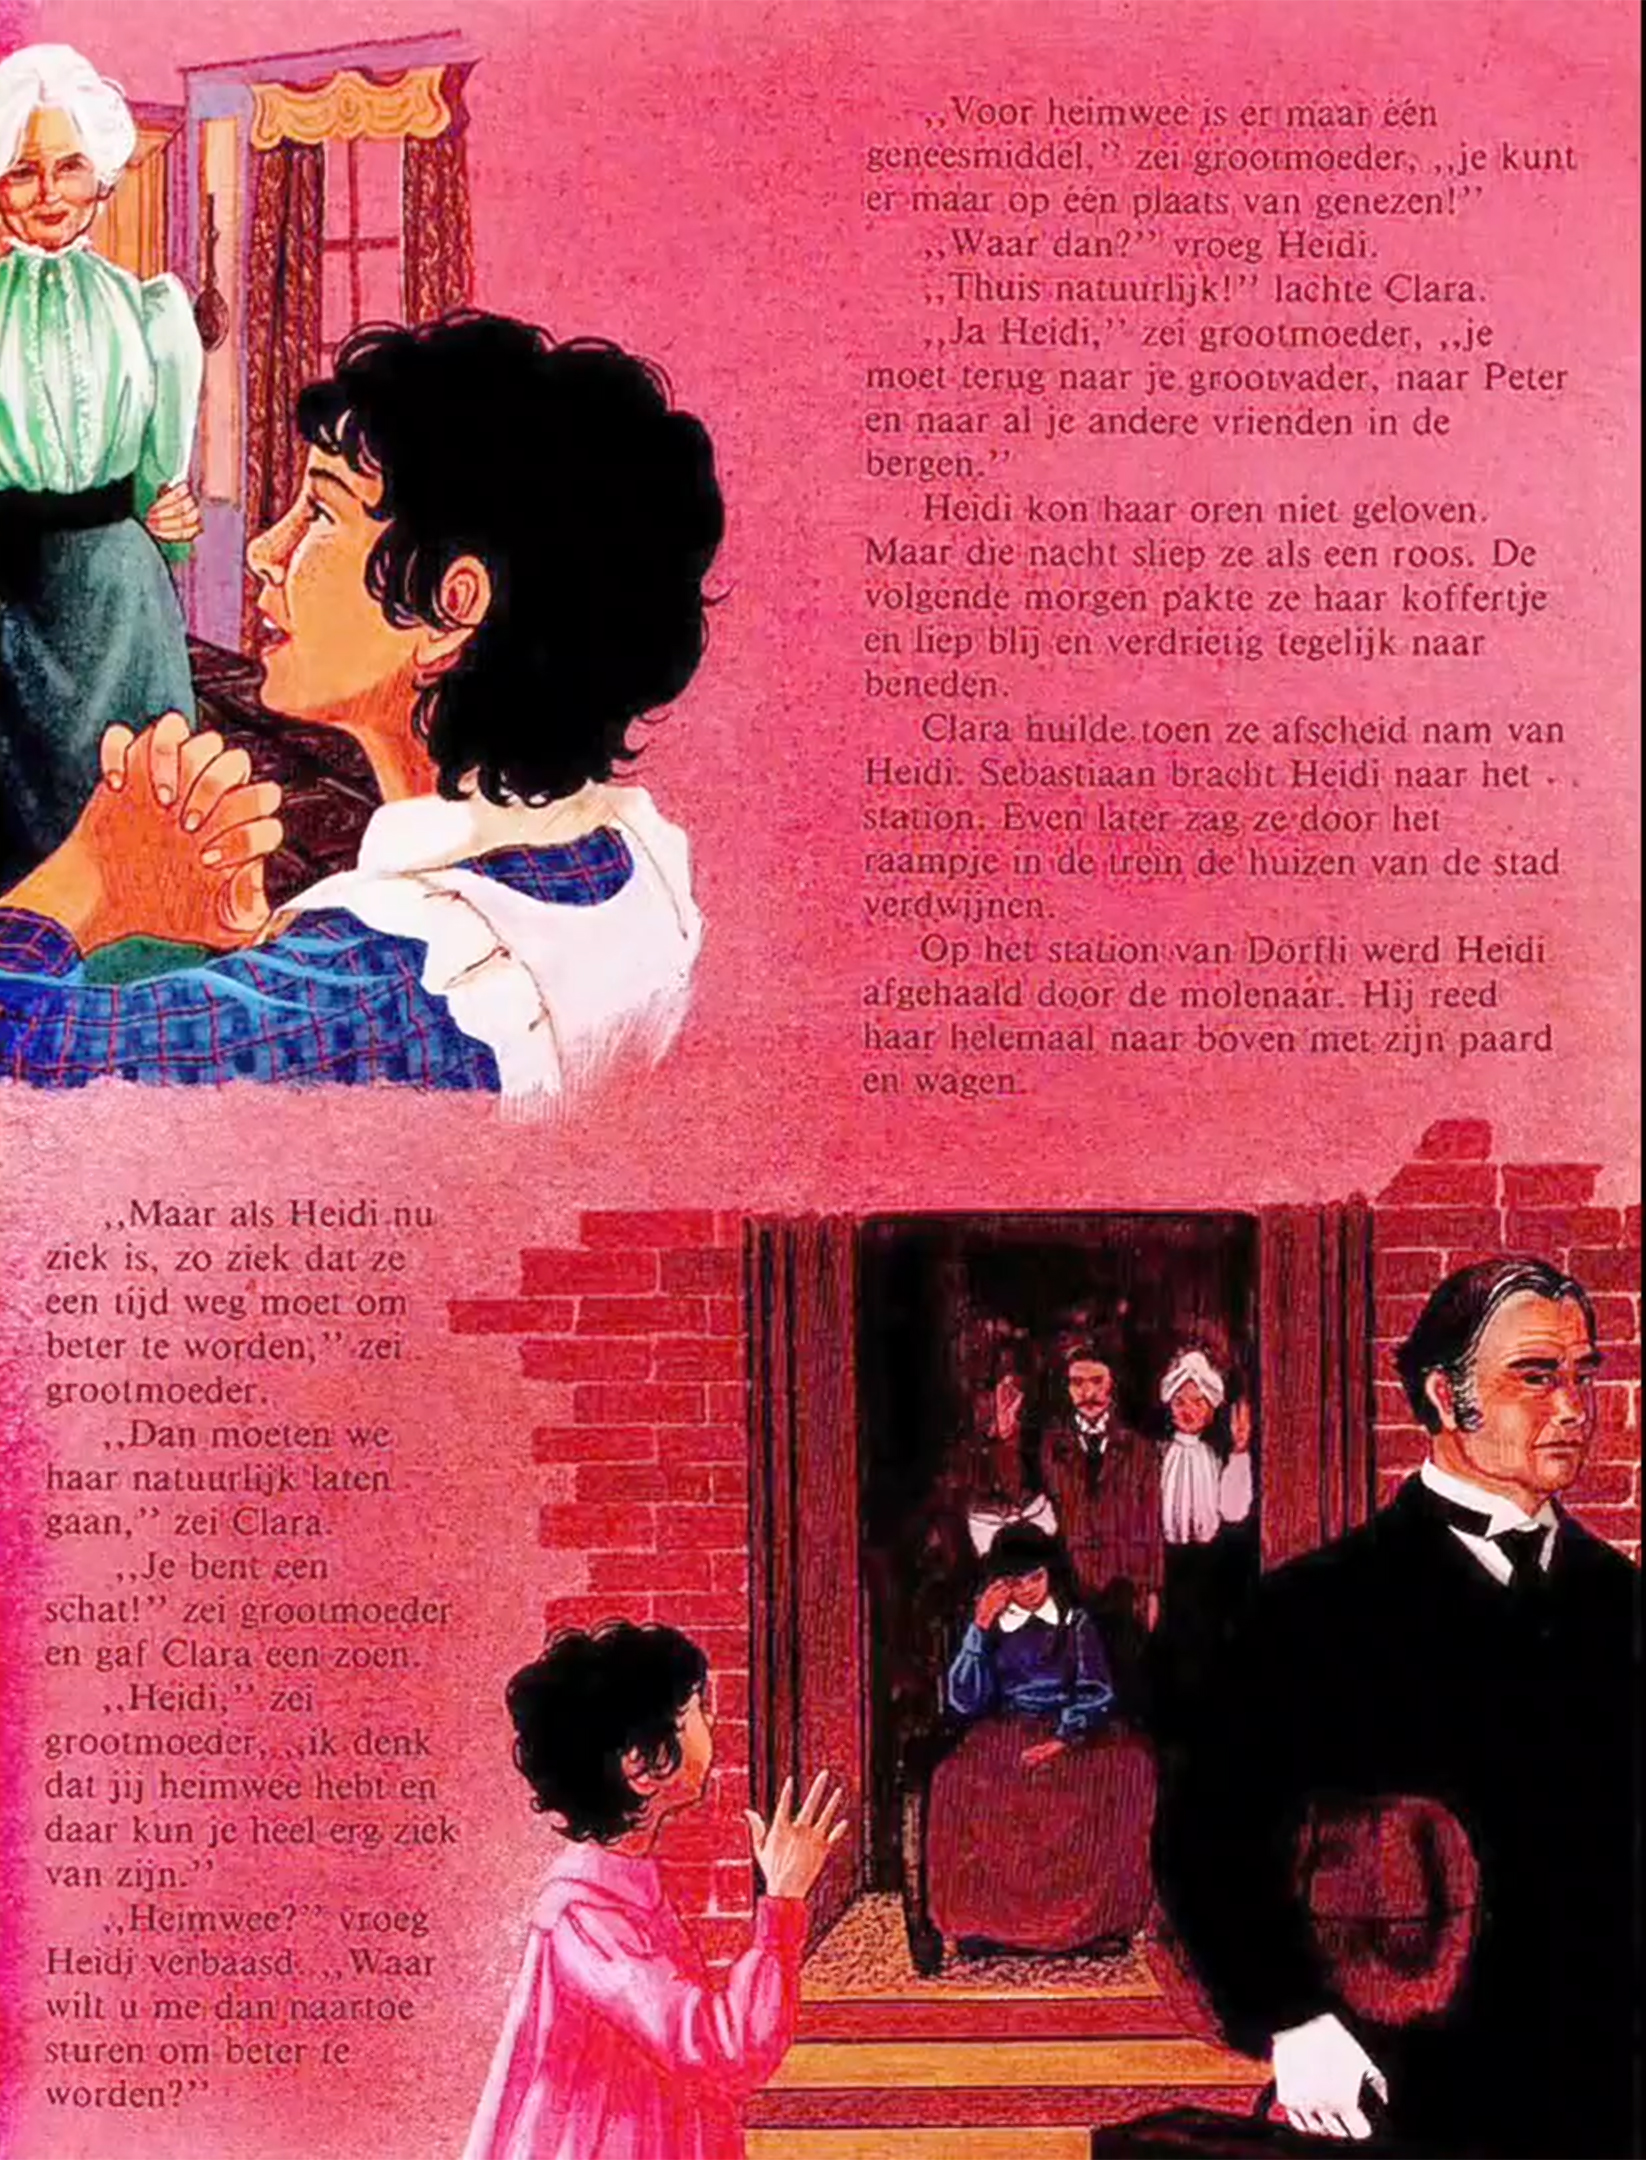 ,,Maar als Heidi nu
ziek is, zo ziek dat ze
een tijd weg moet om
beter te worden,’’ zei
grootmoeder.
,,Dan moeten we
haar natuurlijk laten
gaan,’’ zei Clara.
,,Je bent een
schat!’’ zei grootmoeder
en gaf Clara een zoen.
,,Heidi,’’ zei
grootmoeder, ,,ik denk
dat jij heimwee hebt en
daar kun je heel erg ziek
van zijn.’’
,,Heimwee?’’ vroeg
Heidi verbaasd. ,,Waar
wilt u me dan naartoe
sturen om beter te
worden?’’
,,Voor heimwee is er maar één
geneesmiddel,’’ zei grootmoeder, ,,je kunt
er maar op één plaats van genezen!’’
,,Waar dan?’’ vroeg Heidi.
,,Thuis natuurlijk!’’ lachte Clara.
,,Ja Heidi,’’ zei grootmoeder, ,,je
moet terug naar je grootvader, naar Peter
en naar al je andere vrienden in de
bergen.’’
Heidi kon haar oren niet geloven.
Maar die nacht sliep ze als een roos. De
volgende morgen pakte ze haar koffertje
en liep blij en verdrietig tegelijk naar
beneden.
Clara huilde toen ze afscheid nam van
Heidi. Sebastiaan bracht Heidi naar het
station. Even later zag ze door het
raampje in de trein de huizen van de stad
verdwijnen.
Op het station van Dörfli werd Heidi
afgehaald door de molenaar. Hij reed
haar helemaal naar boven met zijn paard
en wagen.